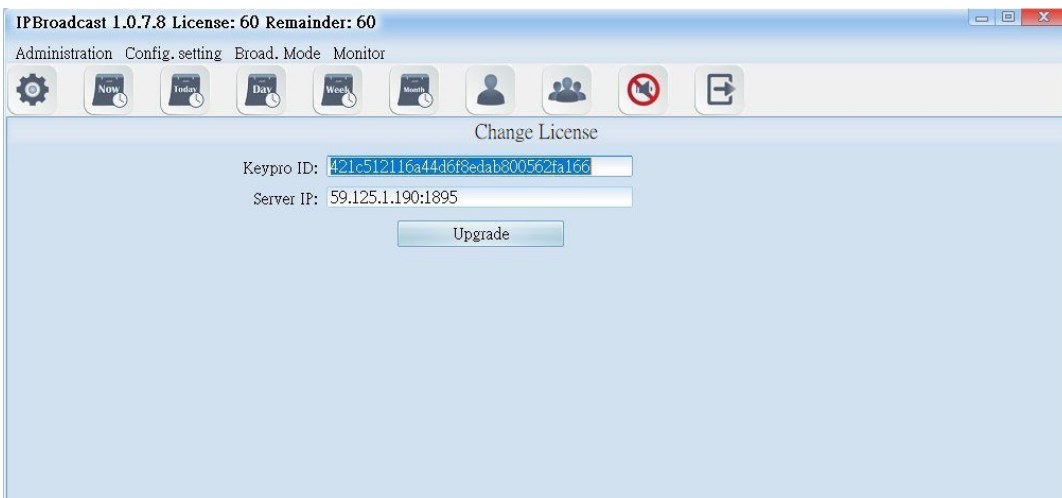 IPBroadcast 1.0.7.8 License: 60 Remainder: 60
Administration Config. setting Broad. Mode Monitor
Now Today Day Week Month
Change License
Keypro ID: 421c512116a44d6f8edab800562fa166
Server IP: 59.125.1.190:1895
Upgrade